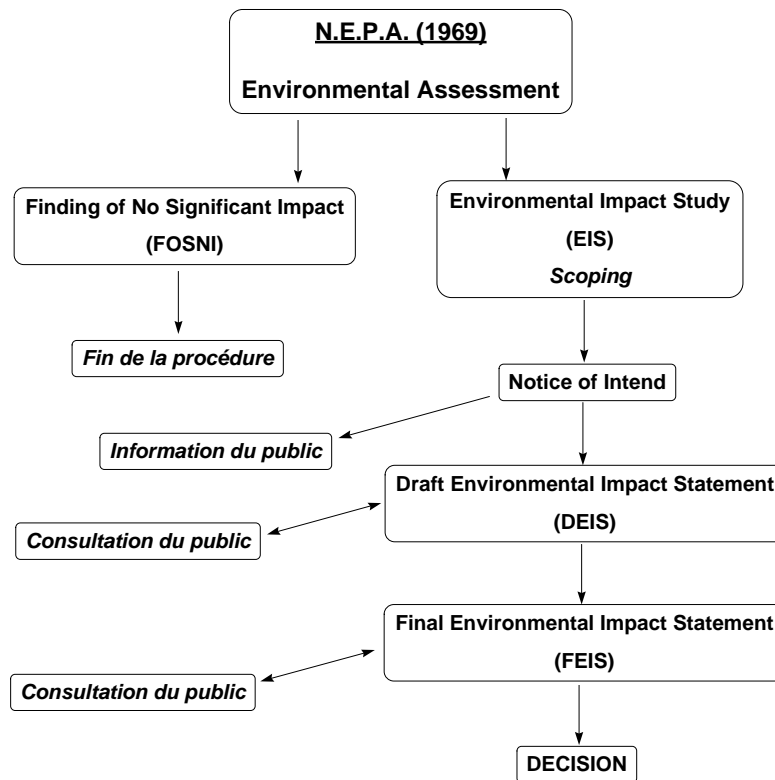 N.E.P.A. (1969)
Environmental Assessment
Finding of No Significant Impact
(FOSNI)
Environmental Impact Study
(EIS)
Scoping
Fin de la procédure
Notice of Intend
Information du public
Draft Environmental Impact Statement
(DEIS)
Consultation du public
Final Environmental Impact Statement
(FEIS)
Consultation du public
DECISION